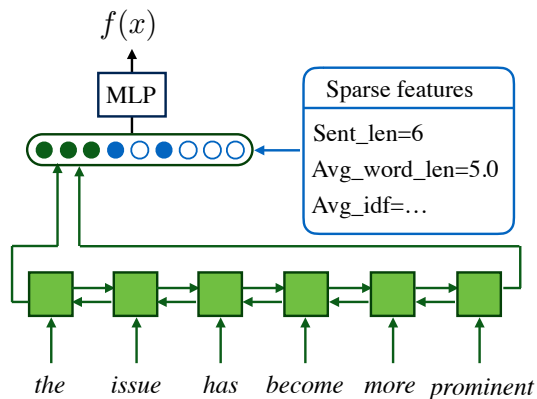 f(x)
MLP
Sparse features
Sent_len=6
Avg_word_len=5.0
Avg_idf=…
the issue has become more prominent